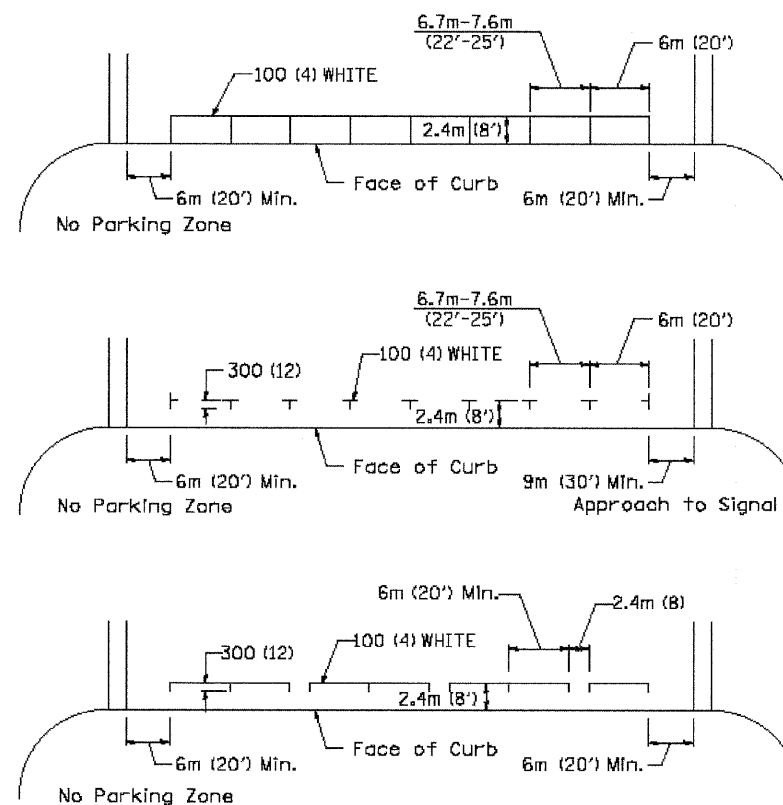 6.7m-7.6m
(22'-25')
6m (20')
100 (4) WHITE
2.4m (8')
Face of Curb
6m (20') Min.
6m (20') Min.
No Parking Zone
6.7m-7.6m
(22'-25')
6m (20')
100 (4) WHITE
300 (12)
2.4m (8')
Face of Curb
6m (20') Min.
9m (30') Min.
No Parking Zone
Approach to Signal
6m (20') Min.
2.4m (8)
100 (4) WHITE
300 (12)
2.4m (8')
Face of Curb
6m (20') Min.
6m (20') Min.
No Parking Zone